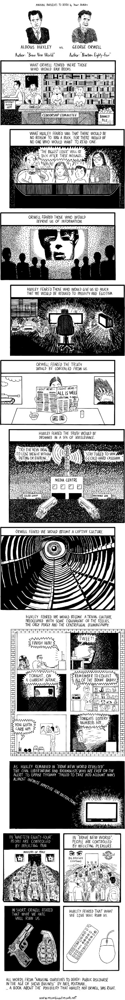 AMUSING OURSELVES TO DEATH by Stuart McMillen
ALDOUS HUXLEY
vs.
GEORGE ORWELL
Author: "Brave New World"
Author: "Nineteen Eighty-Four"
WHAT ORWELL FEARED WERE THOSE
WHO WOULD BAN BOOKS.
INTERNET
FILTER
DEPT
CENSORSHIP COMMITTEE
BANNED
PILE
WHAT HUXLEY FEARED WAS THAT THERE WOULD BE
NO REASON TO BAN A BOOK, FOR THERE WOULD BE
NO ONE WHO WOULD WANT TO READ ONE.
"'THE BIGGEST LOSER' WILL BE
BACK AFTER THESE MESSAGES...
ORWELL FEARED THOSE WHO WOULD
DEPRIVE US OF INFORMATION.
HUXLEY FEARED THOSE WHO WOULD GIVE US SO MUCH
THAT WE WOULD BE REDUCED TO PASSIVITY AND EGOTISM.
ORWELL FEARED THE TRUTH
WOULD BE CONCEALED FROM US.
-GOVT NEWS-
-GOVT NEWS-
ALL IS WELL
EVERYTHING A-OK
HUXLEY FEARED THE TRUTH WOULD BE
DROWNED IN A SEA OF IRRELEVANCE.
"TRY THE NEW DRUG
TO LOSE WEIGHT WITHOUT
DIETING OR EXERCISE..."
"STAY TUNED TO WIN
C-C-COLD HARD CASSSHHH..."
MEDIA CENTRE
CELEB GOSSIP
HOLLYWOOD GOSS
ORWELL FEARED WE WOULD BECOME A CAPTIVE CULTURE.
HUXLEY FEARED WE WOULD BECOME A TRIVIAL CULTURE,
PREOCCUPIED WITH SOME EQUIVALENT OF THE FEELIES,
THE ORGY PORGY AND THE CENTRIFUGAL BUMBLEPUPPY.
FINISH HIM!
TWEET!
TONIGHT... ON
A CURRENT AFFAIR...
REMEMBER TO COLLECT
ALL OF THE BEANIE BABIES!
YOU GOTTA
CARB UP!
TONIGHT'S LOTTERY
NUMBERS ARE...
AS HUXLEY REMARKED IN "BRAVE NEW WORLD REVISITED"
THE CIVIL LIBERTARIANS AND RATIONALISTS WHO ARE EVER ON THE
ALERT TO OPPOSE TYRANNY "FAILED TO TAKE INTO ACCOUNT MAN'S
ALMOST INFINITE APPETITE FOR DISTRACTIONS"
IN "NINETEEN EIGHTY-FOUR",
PEOPLE ARE CONTROLLED
BY INFLICTING PAIN.
MINISTRY OF PEACE
IN "BRAVE NEW WORLD",
PEOPLE ARE CONTROLLED
BY INFLICTING PLEASURE.
BIG BROTHER
COMPOUND
IN SHORT, ORWELL FEARED
THAT WHAT WE HATE
WILL RUIN US.
HUXLEY FEARED THAT WHAT
WE LOVE WILL RUIN US.
ALL WORDS FROM "AMUSING OURSELVES TO DEATH: PUBLIC DISCOURSE
IN THE AGE OF SHOW BUSINESS" BY NEIL POSTMAN...
... A BOOK ABOUT THE POSSIBILITY THAT HUXLEY, NOT ORWELL, WAS RIGHT.
www.recombinantrecords.net